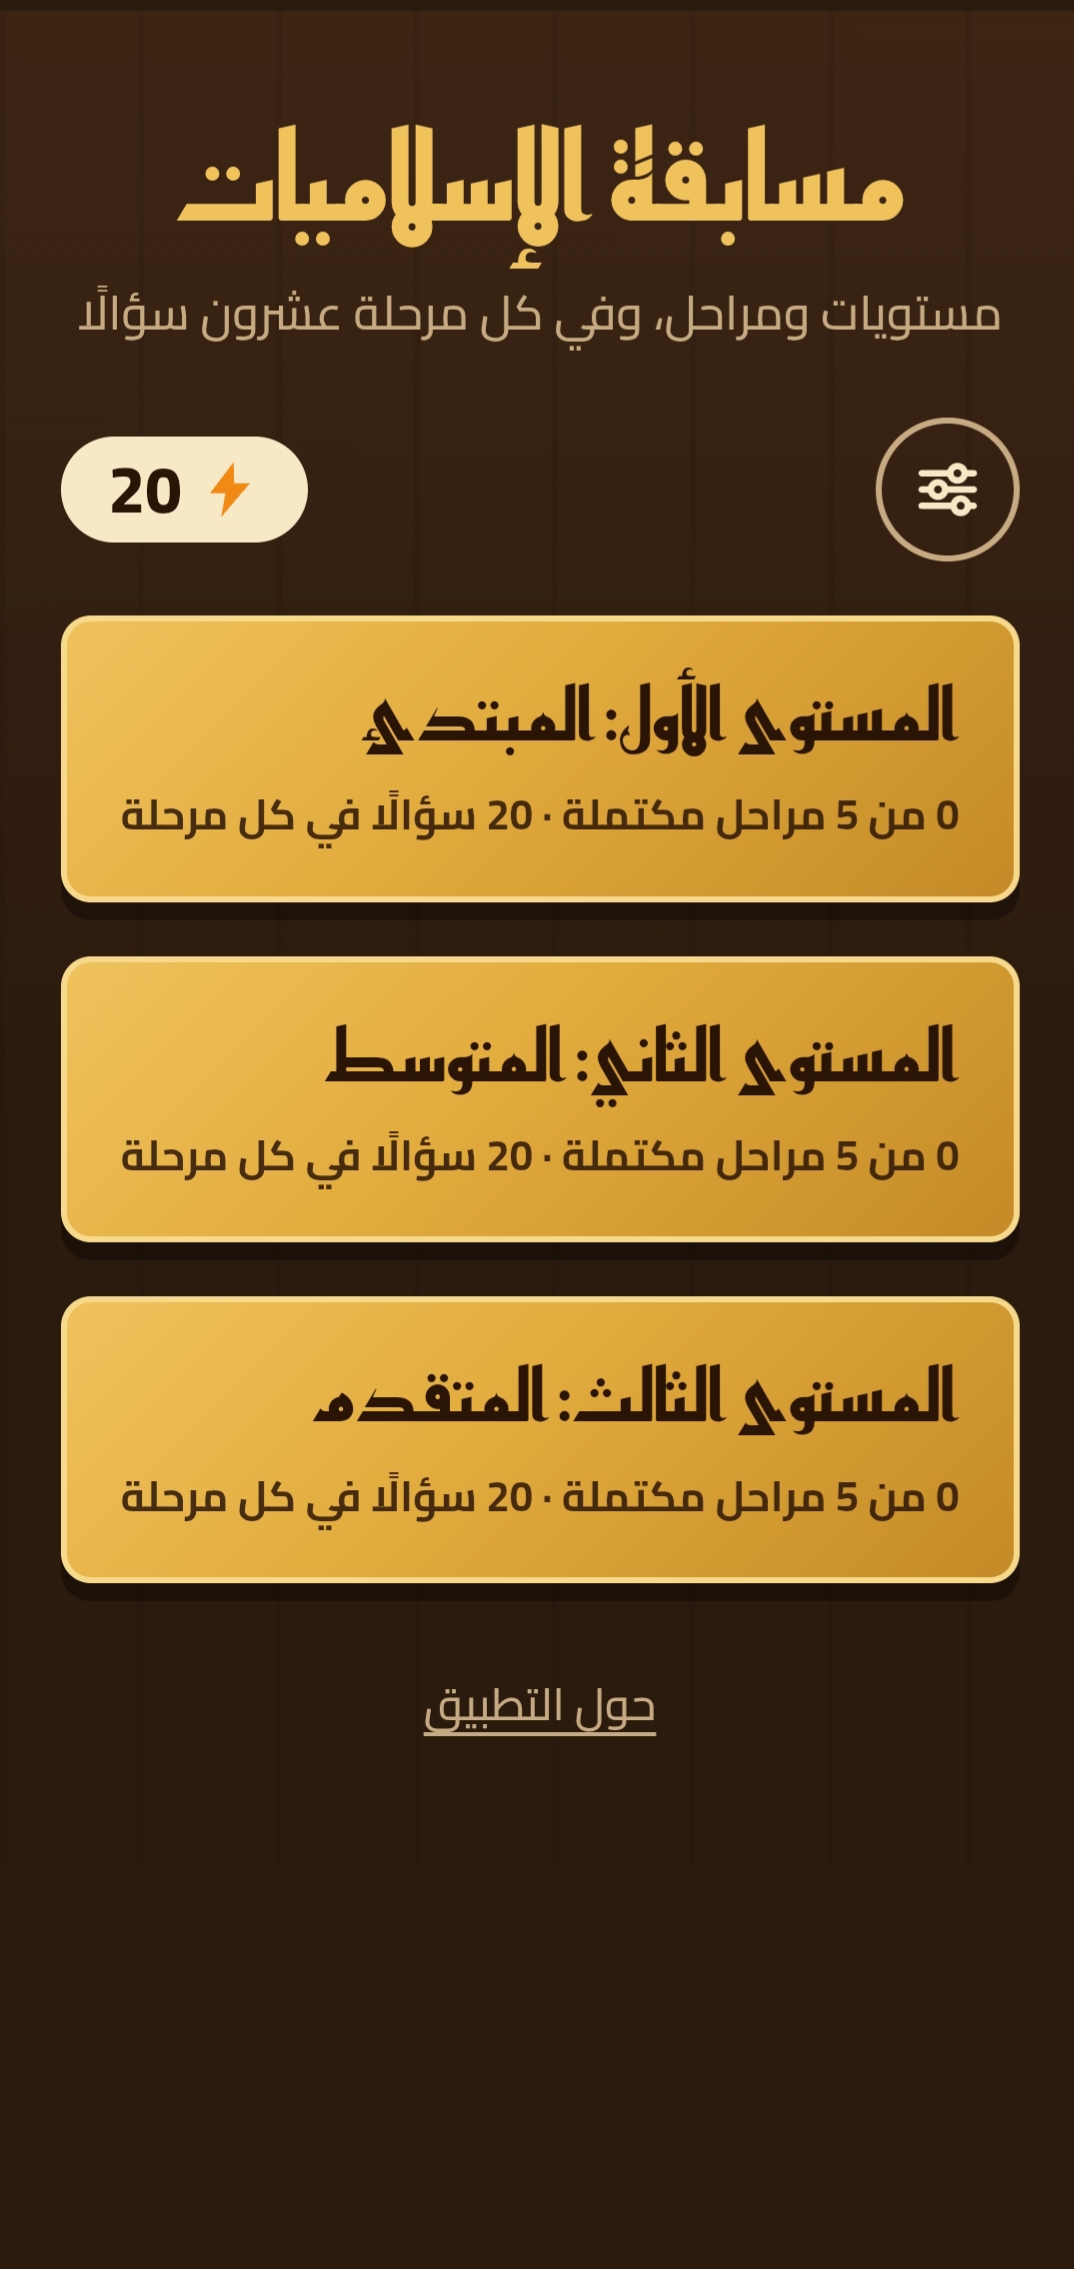 مسابقة الإسلاميات
مستويات ومراحل، وفي كل مرحلة عشرون سؤالًا
20
المستوى الأول: المبتدئ
0 من 5 مراحل مكتملة · 20 سؤالًا في كل مرحلة
المستوى الثاني: المتوسط
0 من 5 مراحل مكتملة · 20 سؤالًا في كل مرحلة
المستوى الثالث: المتقدم
0 من 5 مراحل مكتملة · 20 سؤالًا في كل مرحلة
حول التطبيق